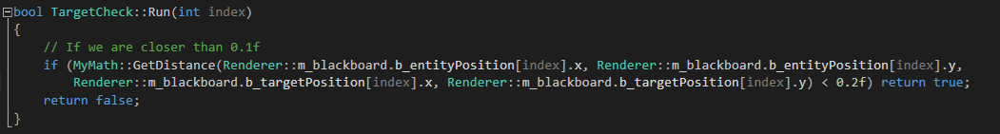 bool TargetCheck::Run(int index)
{
// If we are closer than 0.1f
if (MyMath::GetDistance(Renderer::m_blackboard.b_entityPosition[index].x, Renderer::m_blackboard.b_entityPosition[index].y,
Renderer::m_blackboard.b_targetPosition[index].x, Renderer::m_blackboard.b_targetPosition[index].y) < 0.2f) return true;
return false;
}